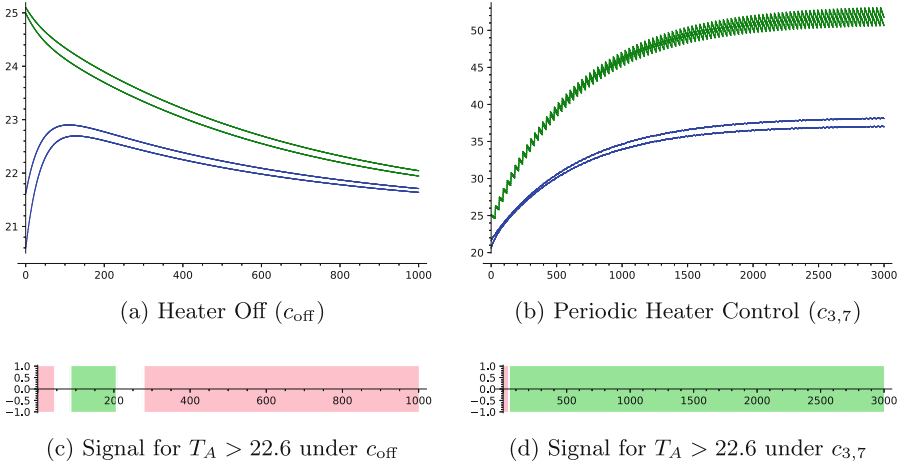 25
24
23
22
21
0 200 400 600 800 1000
(a) Heater Off (c_off)
50
45
40
35
30
25
20
0 500 1000 1500 2000 2500 3000
(b) Periodic Heater Control (c_3,7)
1.0
0.5
0.0
−0.5
−1.0
200 400 600 800 1000
(c) Signal for T_A > 22.6 under c_off
1.0
0.5
0.0
−0.5
−1.0
500 1000 1500 2000 2500 3000
(d) Signal for T_A > 22.6 under c_3,7